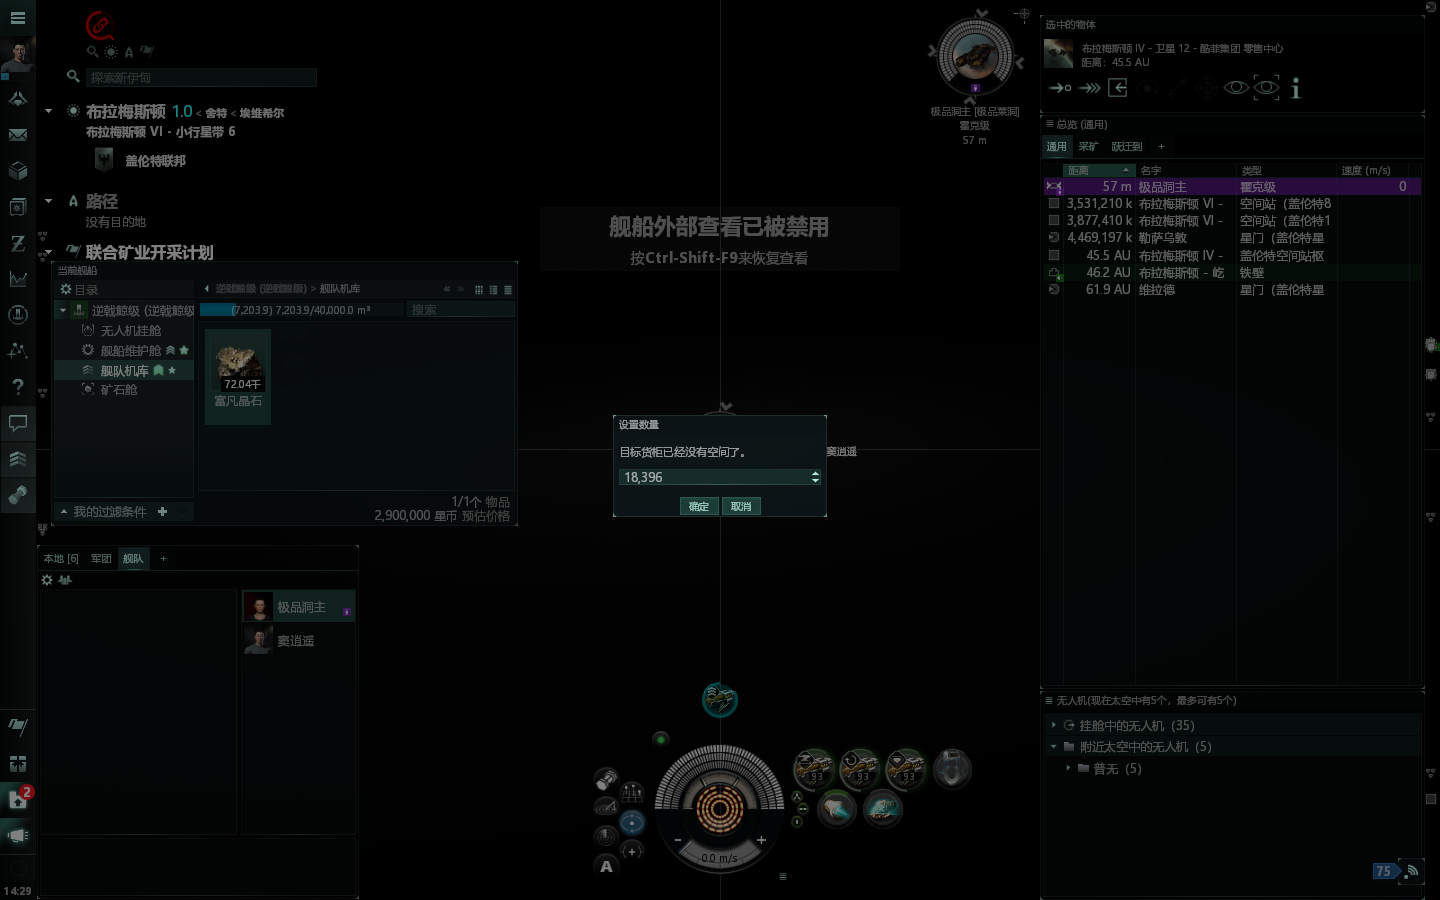 探索新伊甸
布拉梅斯顿 1.0 < 舍特 < 埃维希尔
布拉梅斯顿 VI - 小行星带 6
盖伦特联邦
路径
没有目的地
联合矿业开采计划
当前舰船
目录
逆戟鲸级 (逆戟鲸级) > 舰队机库
逆戟鲸级 (逆戟鲸级
(7,203.9) 7,203.9/40,000.0 m³
搜索
无人机挂舱
舰船维护舱
舰队机库
矿石舱
72.04千
富凡晶石
我的过滤条件
1/1个 物品
2,900,000 星币 预估价格
本地 [6]
军团
舰队
+
极品洞主
窦逍遥
2
14:29
舰船外部查看已被禁用
按Ctrl-Shift-F9来恢复查看
极品洞主 [极品菜洞]
霍克级
57 m
设置数量
目标货柜已经没有空间了。
18,396
确定
取消
窦逍遥
93
93
93
0.0 m/s
A
选中的物体
布拉梅斯顿 IV - 卫星 12 - 酷菲集团 零售中心
距离: 45.5 AU
总览 (通用)
通用 采矿 跃迁到 +
距离 名字 类型 速度 (m/s)
57 m 极品洞主 霍克级 0
3,531,210 k 布拉梅斯顿 VI - 空间站（盖伦特8
3,877,410 k 布拉梅斯顿 VI - 空间站（盖伦特1
4,469,197 k 勒萨乌敦 星门（盖伦特星
45.5 AU 布拉梅斯顿 IV - 盖伦特空间站枢
46.2 AU 布拉梅斯顿 - 屹 铁壁
61.9 AU 维拉德 星门（盖伦特星
无人机(现在太空中有5个，最多可有5个)
挂舱中的无人机 (35)
附近太空中的无人机 (5)
普无 (5)
75